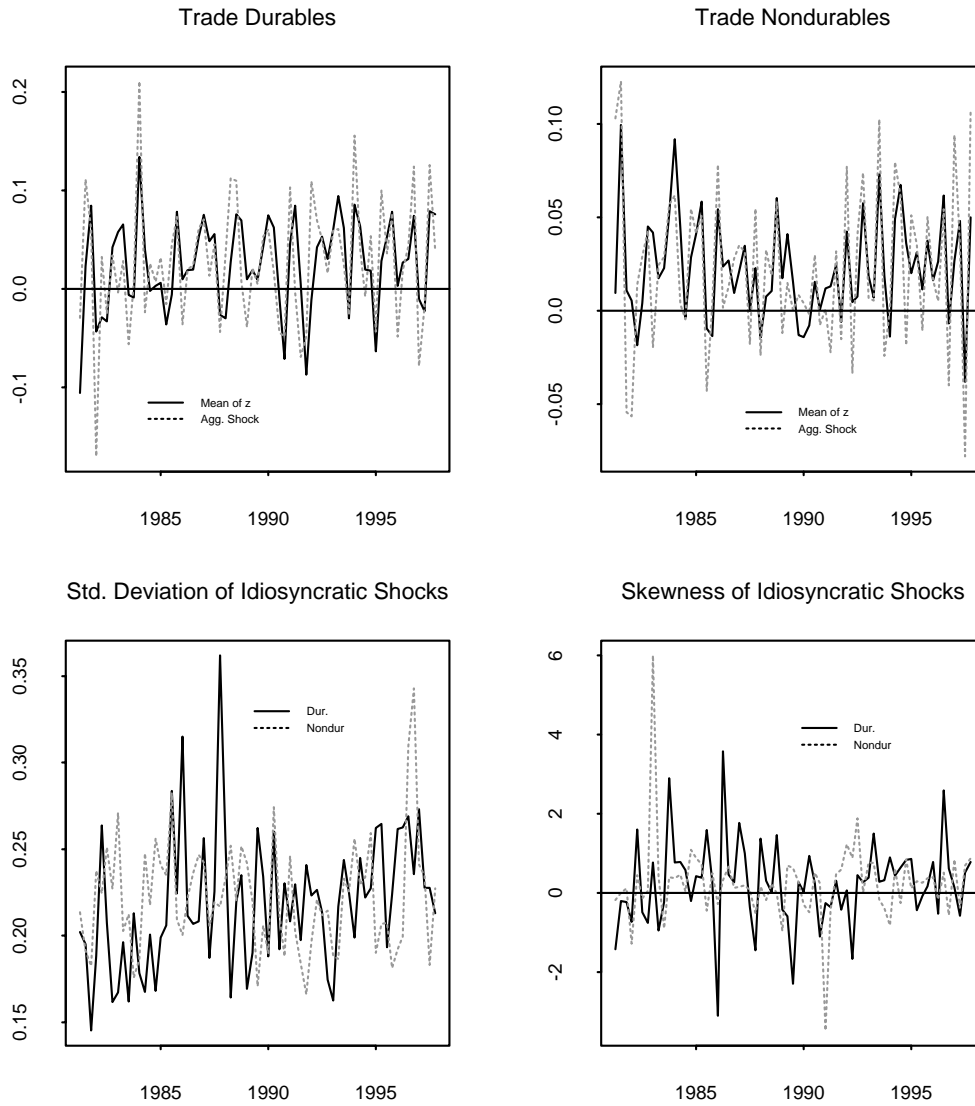 Trade Durables
0.2
0.1
0.0
-0.1
Mean of z
Agg. Shock
1985 1990 1995
Trade Nondurables
0.10
0.05
0.0
-0.05
Mean of z
Agg. Shock
1985 1990 1995
Std. Deviation of Idiosyncratic Shocks
0.35
0.30
0.25
0.20
0.15
Dur.
Nondur
1985 1990 1995
Skewness of Idiosyncratic Shocks
6
4
2
0
-2
Dur.
Nondur
1985 1990 1995